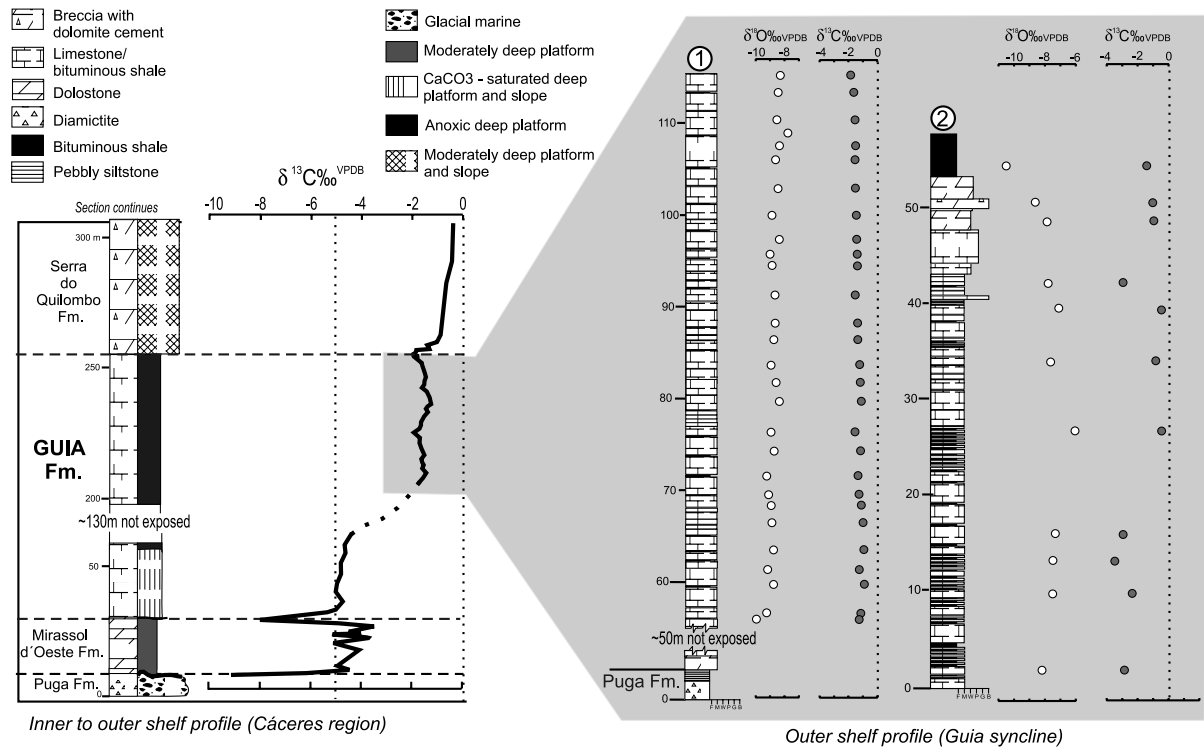 Breccia with
dolomite cement
Limestone/
bituminous shale
Dolostone
Diamictite
Bituminous shale
Pebbly siltstone
Glacial marine
Moderately deep platform
CaCO3 - saturated deep
platform and slope
Anoxic deep platform
Moderately deep platform
and slope
Section continues
δ ¹³C‰ VPDB
-10 -8 -6 -4 -2 0
300 m
Serra
do
Quilombo
Fm.
250
GUIA
Fm.
200
~130m not exposed
50
Mirassol
d´Oeste Fm.
Puga Fm.
0
Inner to outer shelf profile (Cáceres region)
1
δ¹⁸O‰VPDB
-10 -8 -6
δ¹³C‰VPDB
-4 -2 0
110
100
90
80
70
60
~50m not exposed
Puga Fm.
0
F M W P G B
2
δ¹⁸O‰VPDB
-10 -8 -6
δ¹³C‰VPDB
-4 -2 0
50
40
30
20
10
0
F M W P G B
Outer shelf profile (Guia syncline)